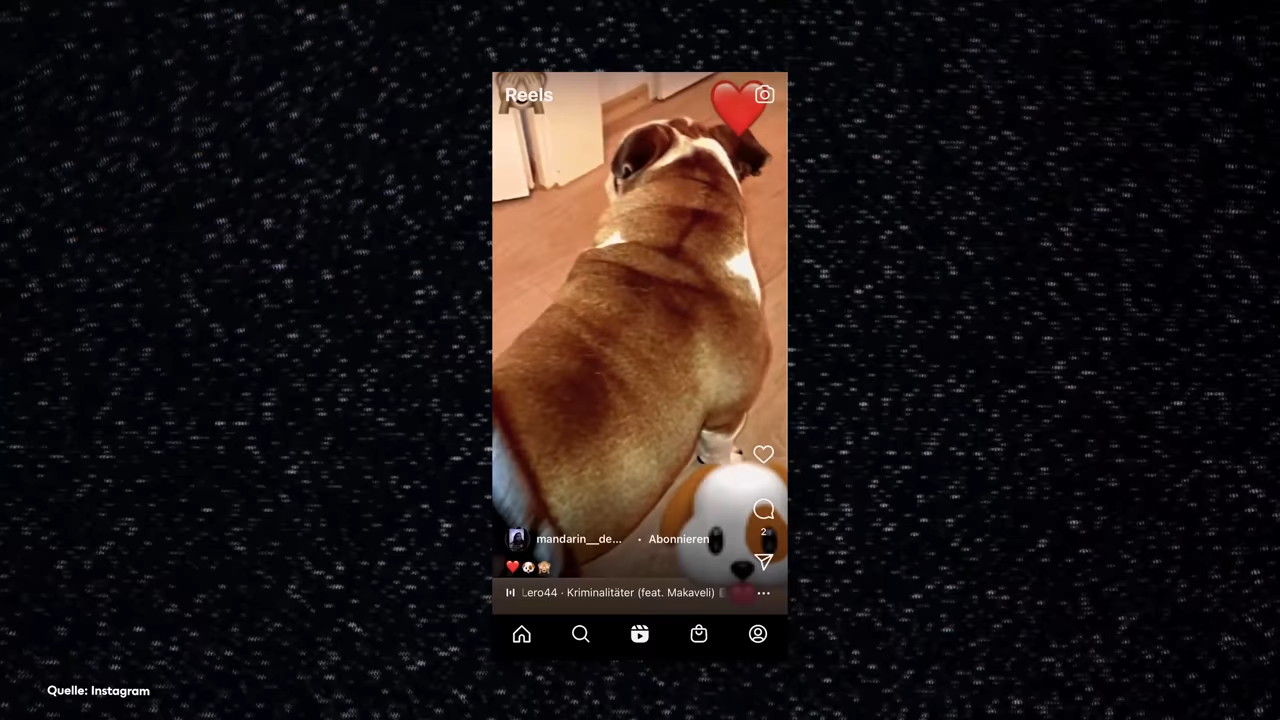 Reels
2
mandarin__de... · Abonnieren
Lero44 · Kriminalitäter (feat. Makaveli)
Quelle: Instagram